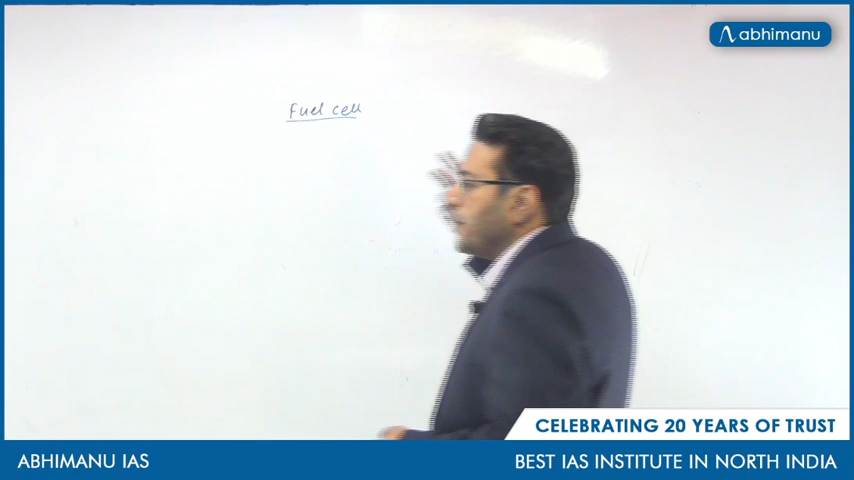 abhimanu
Fuel cell
CELEBRATING 20 YEARS OF TRUST
ABHIMANU IAS
BEST IAS INSTITUTE IN NORTH INDIA